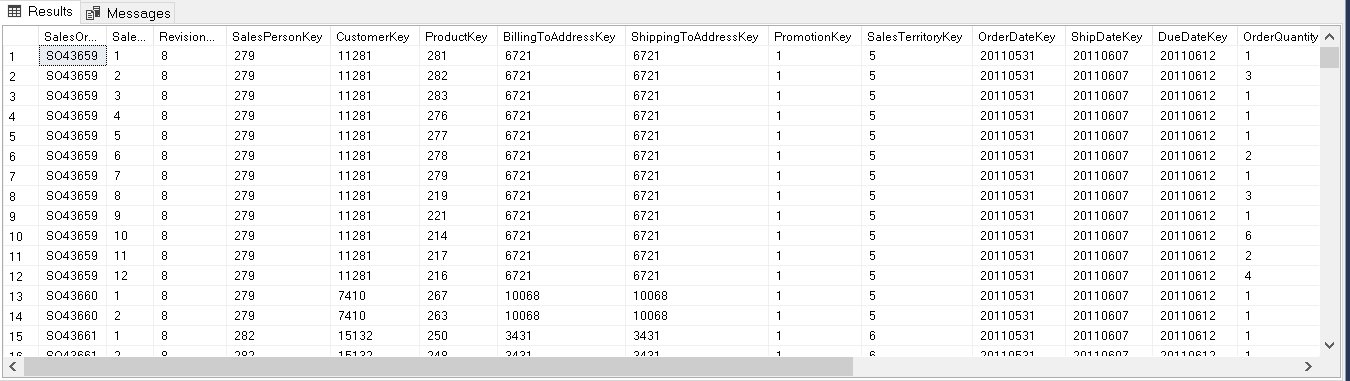 Results Messages
SalesOr... Sale... Revision... SalesPersonKey CustomerKey ProductKey BillingToAddressKey ShippingToAddressKey PromotionKey SalesTerritoryKey OrderDateKey ShipDateKey DueDateKey OrderQuantity
1 SO43659 1 8 279 11281 281 6721 6721 1 5 20110531 20110607 20110612 1
2 SO43659 2 8 279 11281 282 6721 6721 1 5 20110531 20110607 20110612 3
3 SO43659 3 8 279 11281 283 6721 6721 1 5 20110531 20110607 20110612 1
4 SO43659 4 8 279 11281 276 6721 6721 1 5 20110531 20110607 20110612 1
5 SO43659 5 8 279 11281 277 6721 6721 1 5 20110531 20110607 20110612 1
6 SO43659 6 8 279 11281 278 6721 6721 1 5 20110531 20110607 20110612 2
7 SO43659 7 8 279 11281 279 6721 6721 1 5 20110531 20110607 20110612 1
8 SO43659 8 8 279 11281 219 6721 6721 1 5 20110531 20110607 20110612 3
9 SO43659 9 8 279 11281 221 6721 6721 1 5 20110531 20110607 20110612 1
10 SO43659 10 8 279 11281 214 6721 6721 1 5 20110531 20110607 20110612 6
11 SO43659 11 8 279 11281 217 6721 6721 1 5 20110531 20110607 20110612 2
12 SO43659 12 8 279 11281 216 6721 6721 1 5 20110531 20110607 20110612 4
13 SO43660 1 8 279 7410 267 10068 10068 1 5 20110531 20110607 20110612 1
14 SO43660 2 8 279 7410 263 10068 10068 1 5 20110531 20110607 20110612 1
15 SO43661 1 8 282 15132 250 3431 3431 1 6 20110531 20110607 20110612 1
16 SO43661 2 8 282 15132 248 3431 3431 1 6 20110531 20110607 20110612 1